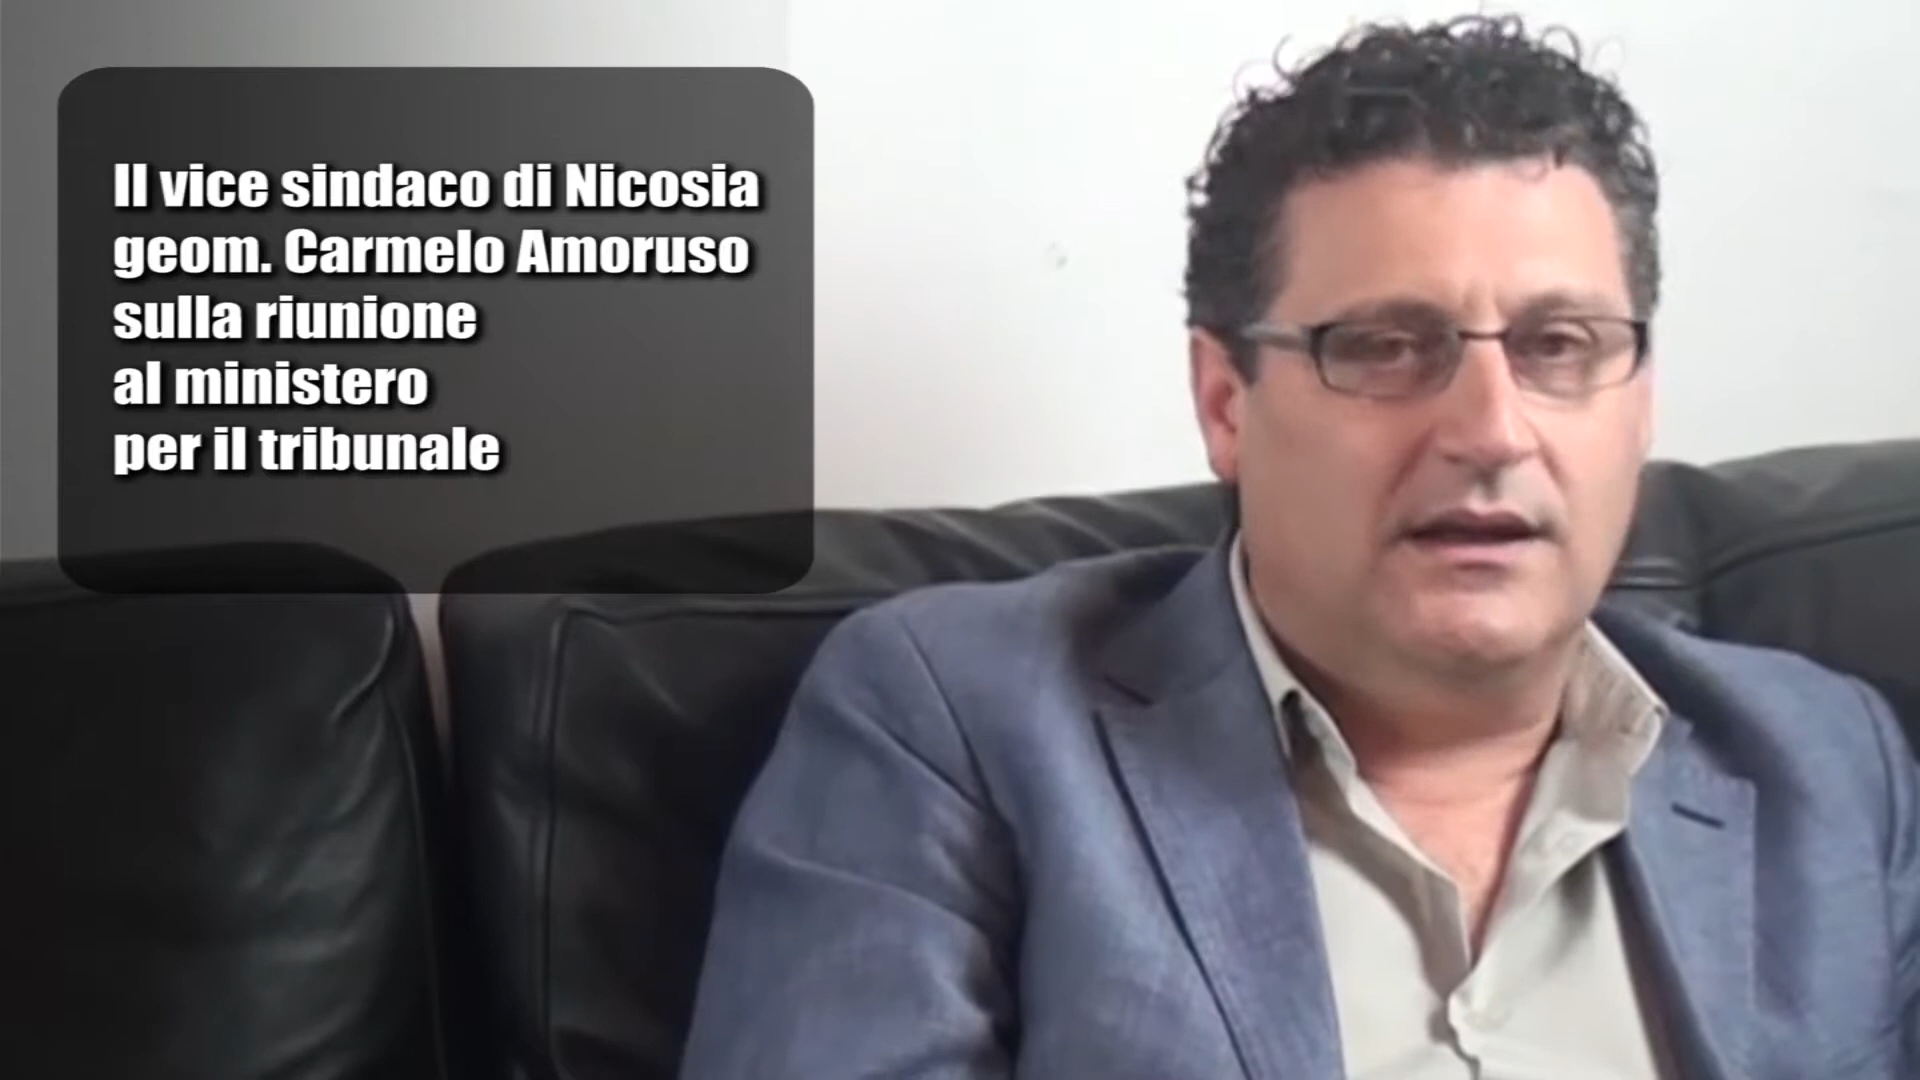 Il vice sindaco di Nicosia
geom. Carmelo Amoruso
sulla riunione
al ministero
per il tribunale